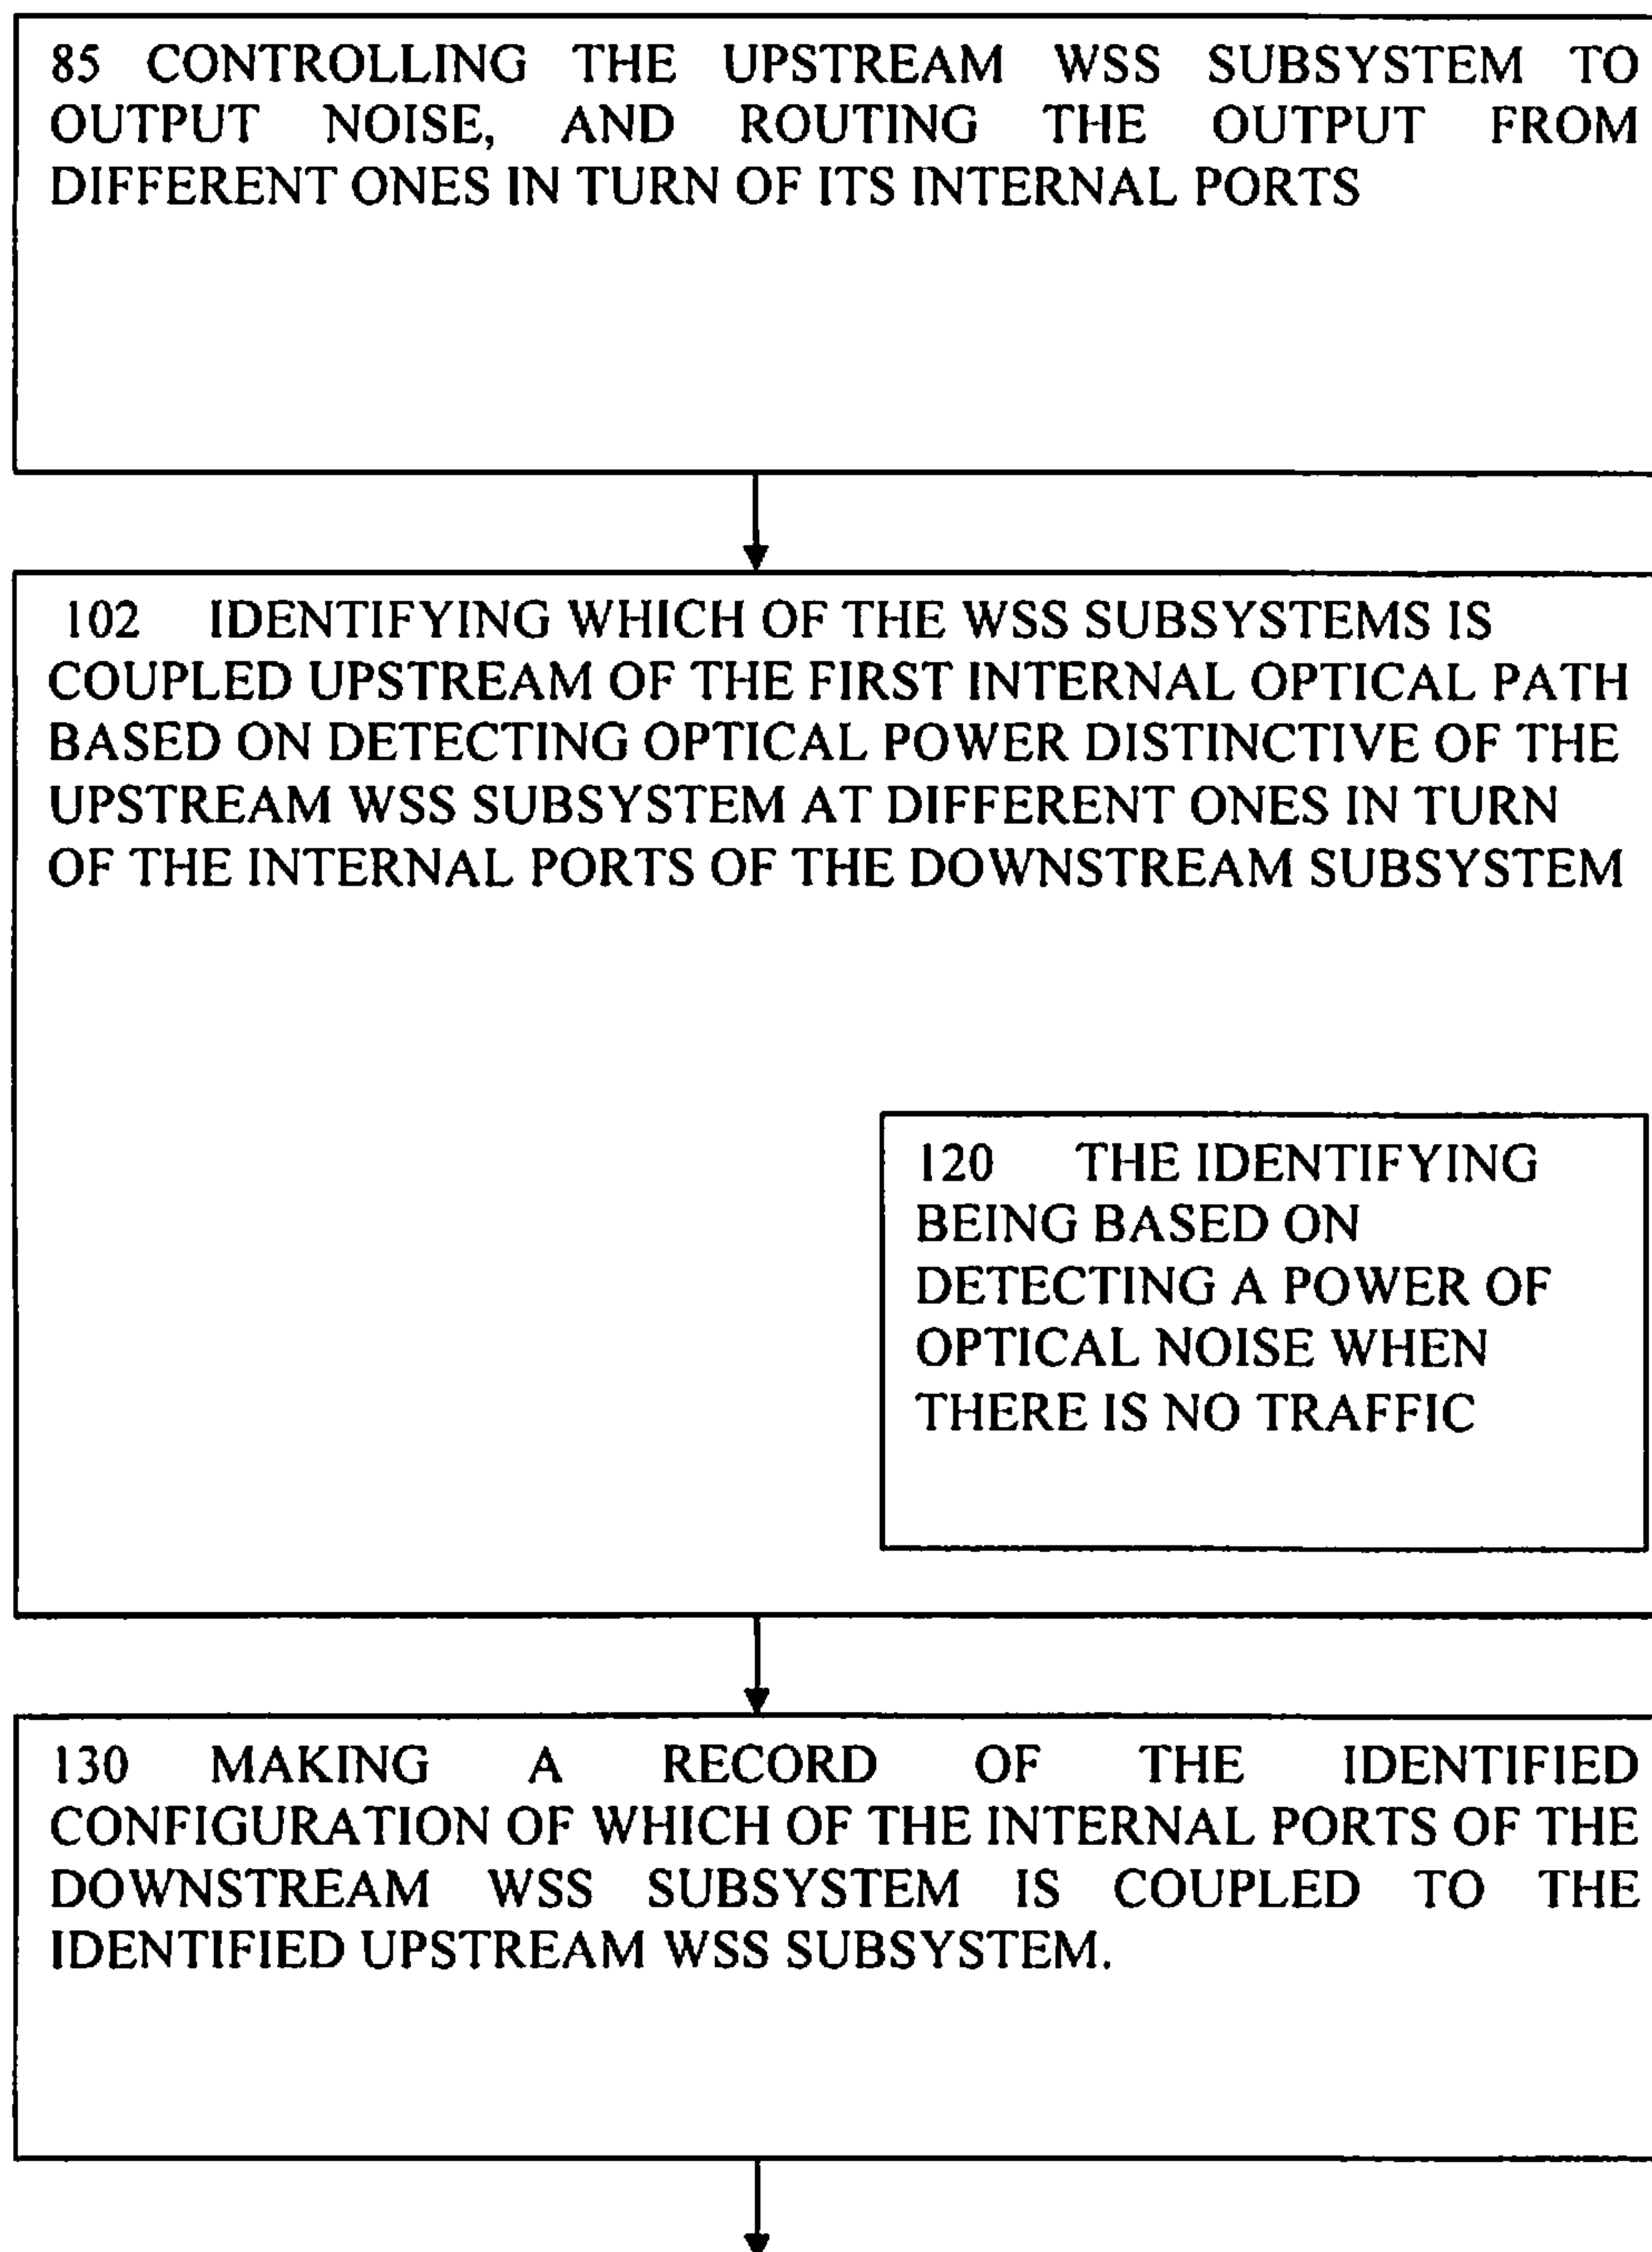 85 CONTROLLING THE UPSTREAM WSS SUBSYSTEM TO
OUTPUT NOISE, AND ROUTING THE OUTPUT FROM
DIFFERENT ONES IN TURN OF ITS INTERNAL PORTS
102 IDENTIFYING WHICH OF THE WSS SUBSYSTEMS IS
COUPLED UPSTREAM OF THE FIRST INTERNAL OPTICAL PATH
BASED ON DETECTING OPTICAL POWER DISTINCTIVE OF THE
UPSTREAM WSS SUBSYSTEM AT DIFFERENT ONES IN TURN
OF THE INTERNAL PORTS OF THE DOWNSTREAM SUBSYSTEM
120 THE IDENTIFYING
BEING BASED ON
DETECTING A POWER OF
OPTICAL NOISE WHEN
THERE IS NO TRAFFIC
130 MAKING A RECORD OF THE IDENTIFIED
CONFIGURATION OF WHICH OF THE INTERNAL PORTS OF THE
DOWNSTREAM WSS SUBSYSTEM IS COUPLED TO THE
IDENTIFIED UPSTREAM WSS SUBSYSTEM.